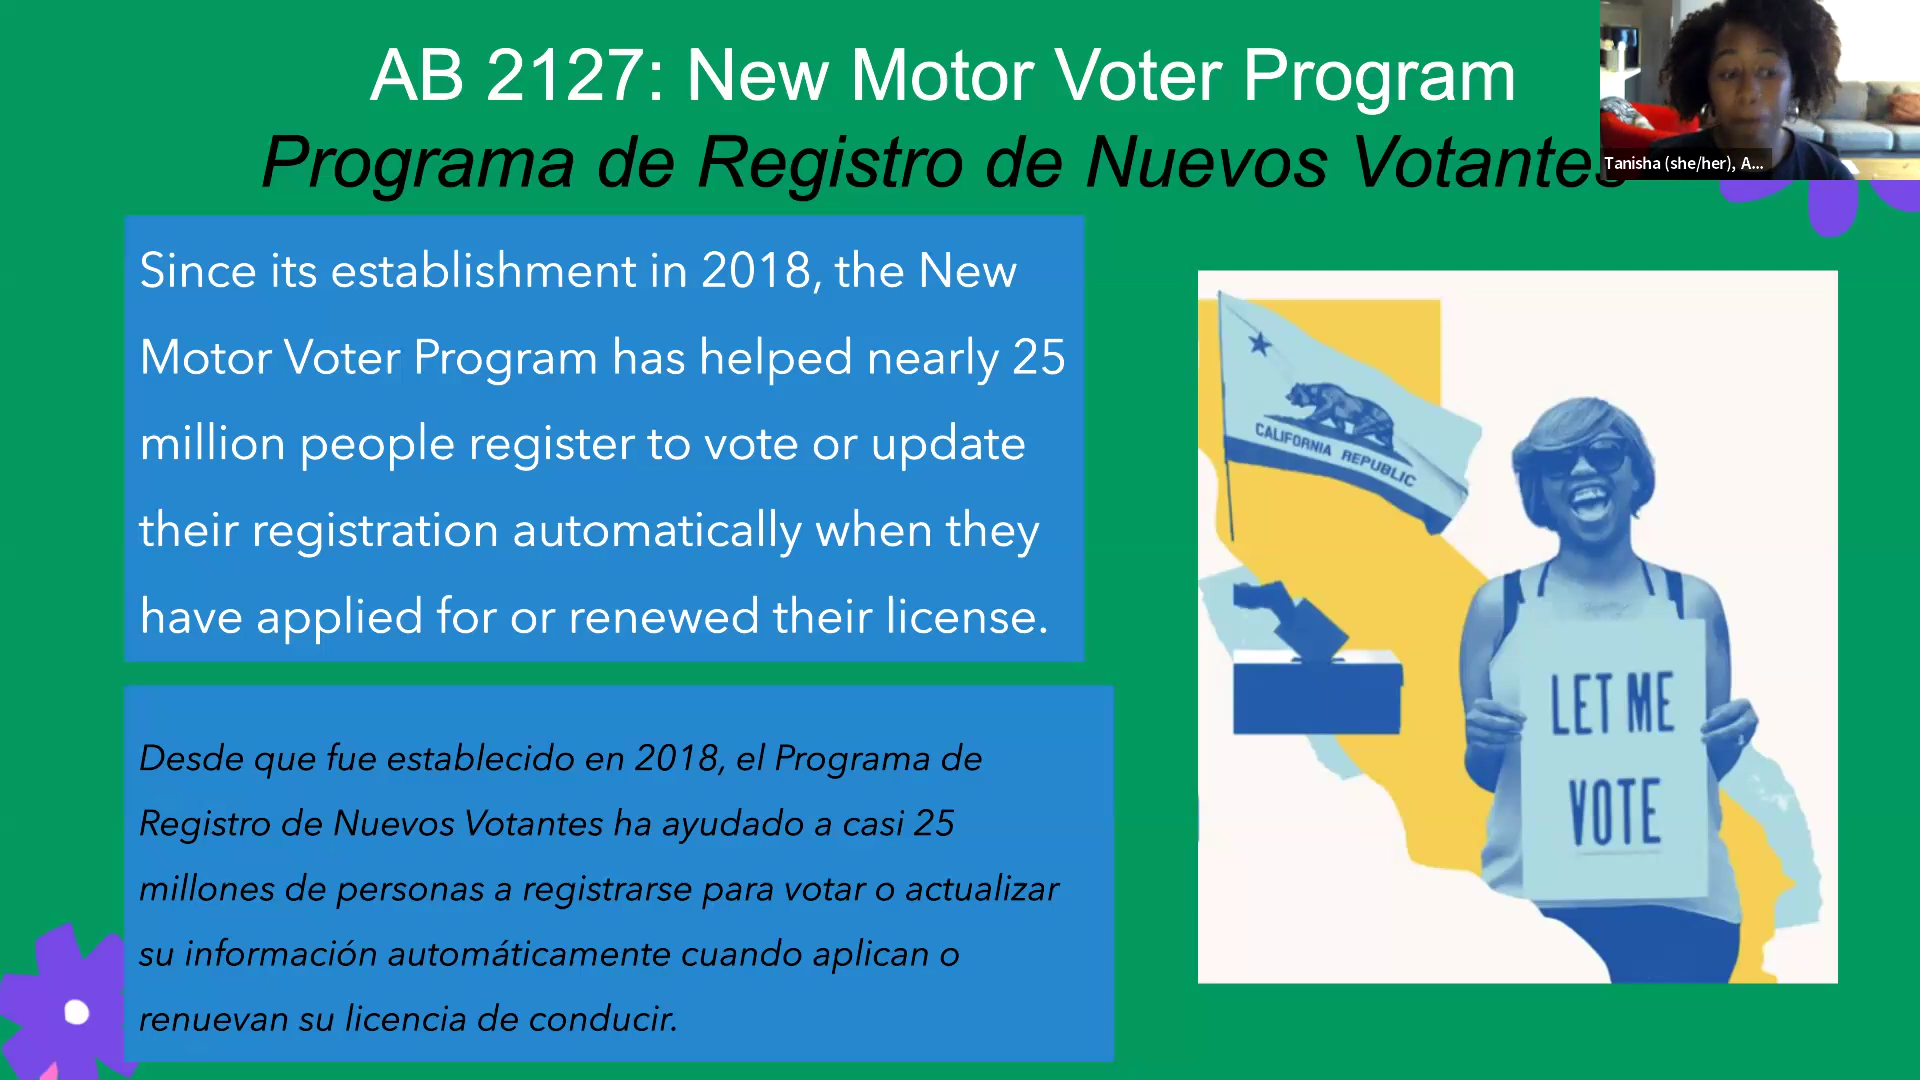 AB 2127: New Motor Voter Program
Programa de Registro de Nuevos Votantes
Tanisha (she/her), A...
Since its establishment in 2018, the New
Motor Voter Program has helped nearly 25
million people register to vote or update
their registration automatically when they
have applied for or renewed their license.
Desde que fue establecido en 2018, el Programa de
Registro de Nuevos Votantes ha ayudado a casi 25
millones de personas a registrarse para votar o actualizar
su información automáticamente cuando aplican o
renuevan su licencia de conducir.
CALIFORNIA REPUBLIC
LET ME
VOTE